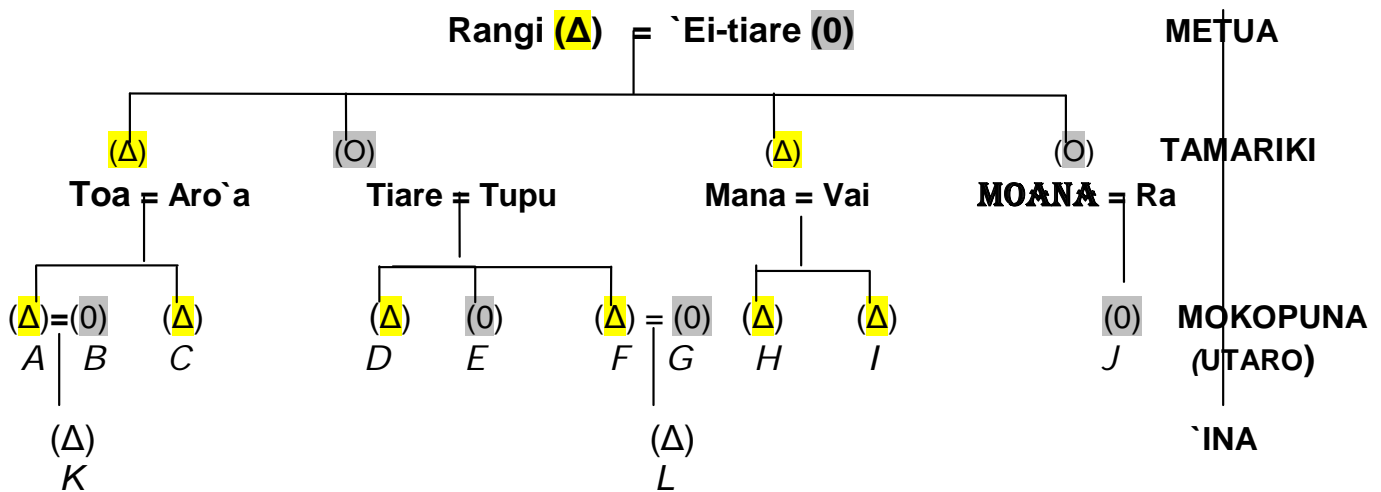 Rangi (Δ) = `Ei-tiare (0) METUA
(Δ) (O) (Δ) (O) TAMARIKI
Toa = Aro`a Tiare = Tupu Mana = Vai MOANA = Ra
(Δ)=(0) (Δ) (Δ) (0) (Δ) = (0) (Δ) (Δ) (0) MOKOPUNA
A B C D E F G H I J (UTARO)
(Δ) (Δ) `INA
K L